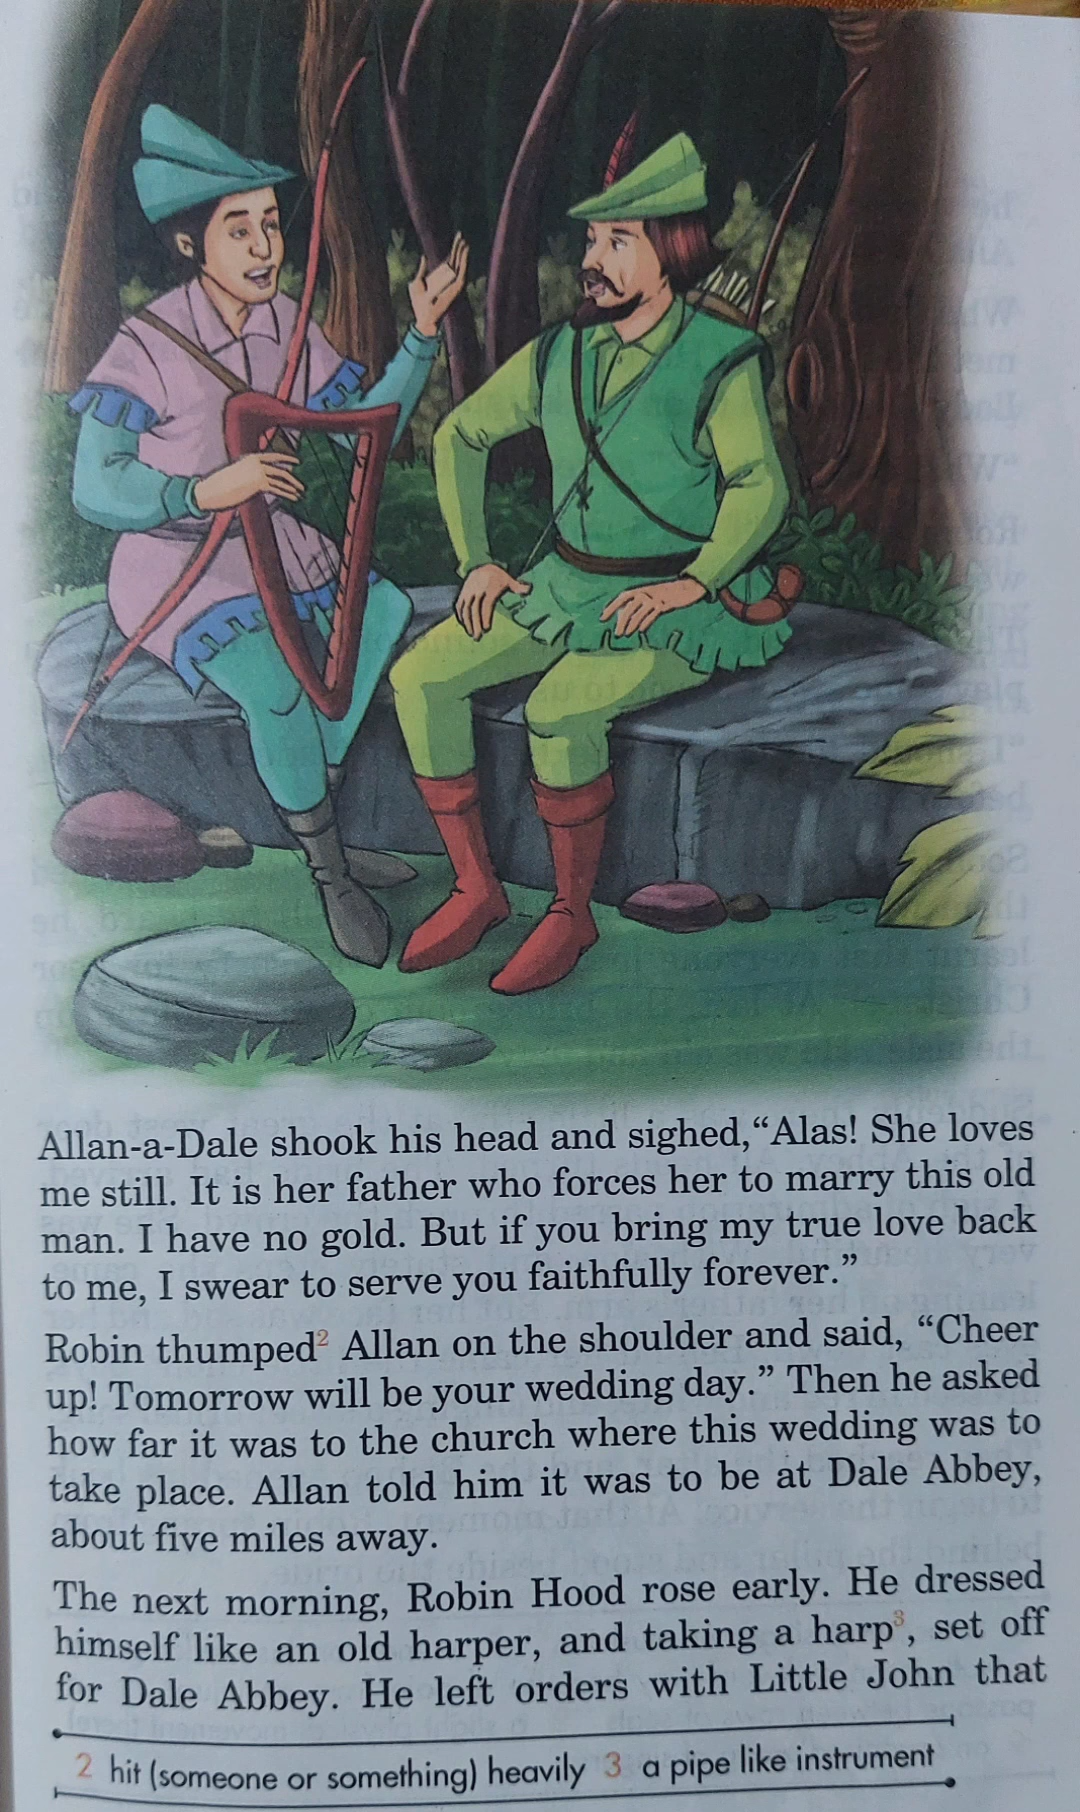 Allan-a-Dale shook his head and sighed, “Alas! She loves
me still. It is her father who forces her to marry this old
man. I have no gold. But if you bring my true love back
to me, I swear to serve you faithfully forever.”
Robin thumped² Allan on the shoulder and said, “Cheer
up! Tomorrow will be your wedding day.” Then he asked
how far it was to the church where this wedding was to
take place. Allan told him it was to be at Dale Abbey,
about five miles away.
The next morning, Robin Hood rose early. He dressed
himself like an old harper, and taking a harp³, set off
for Dale Abbey. He left orders with Little John that
2 hit (someone or something) heavily 3 a pipe like instrument